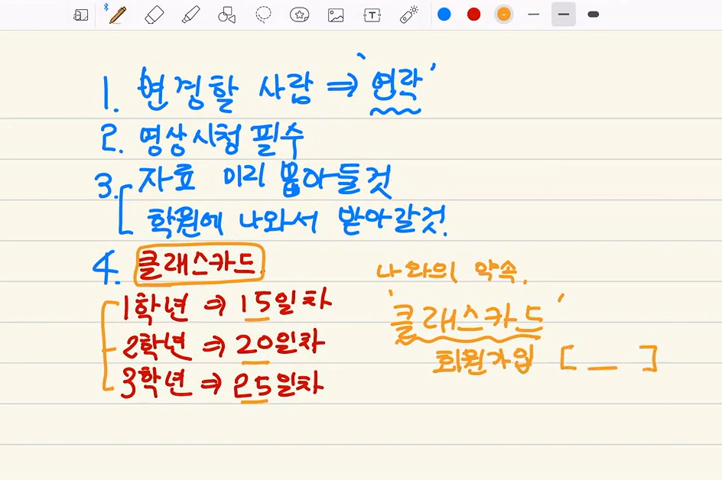 1. 변경할 사람 ⇒ '연락'
2. 영상시청 필수
3. 자료 미리 뽑아들것
학원에 나와서 받아갈것.
4. 클래스카드
1학년 ⇒ 15일차
2학년 ⇒ 20일차
3학년 ⇒ 25일차
나와의 약속.
'클래스카드'
회원가입 [ _ ]